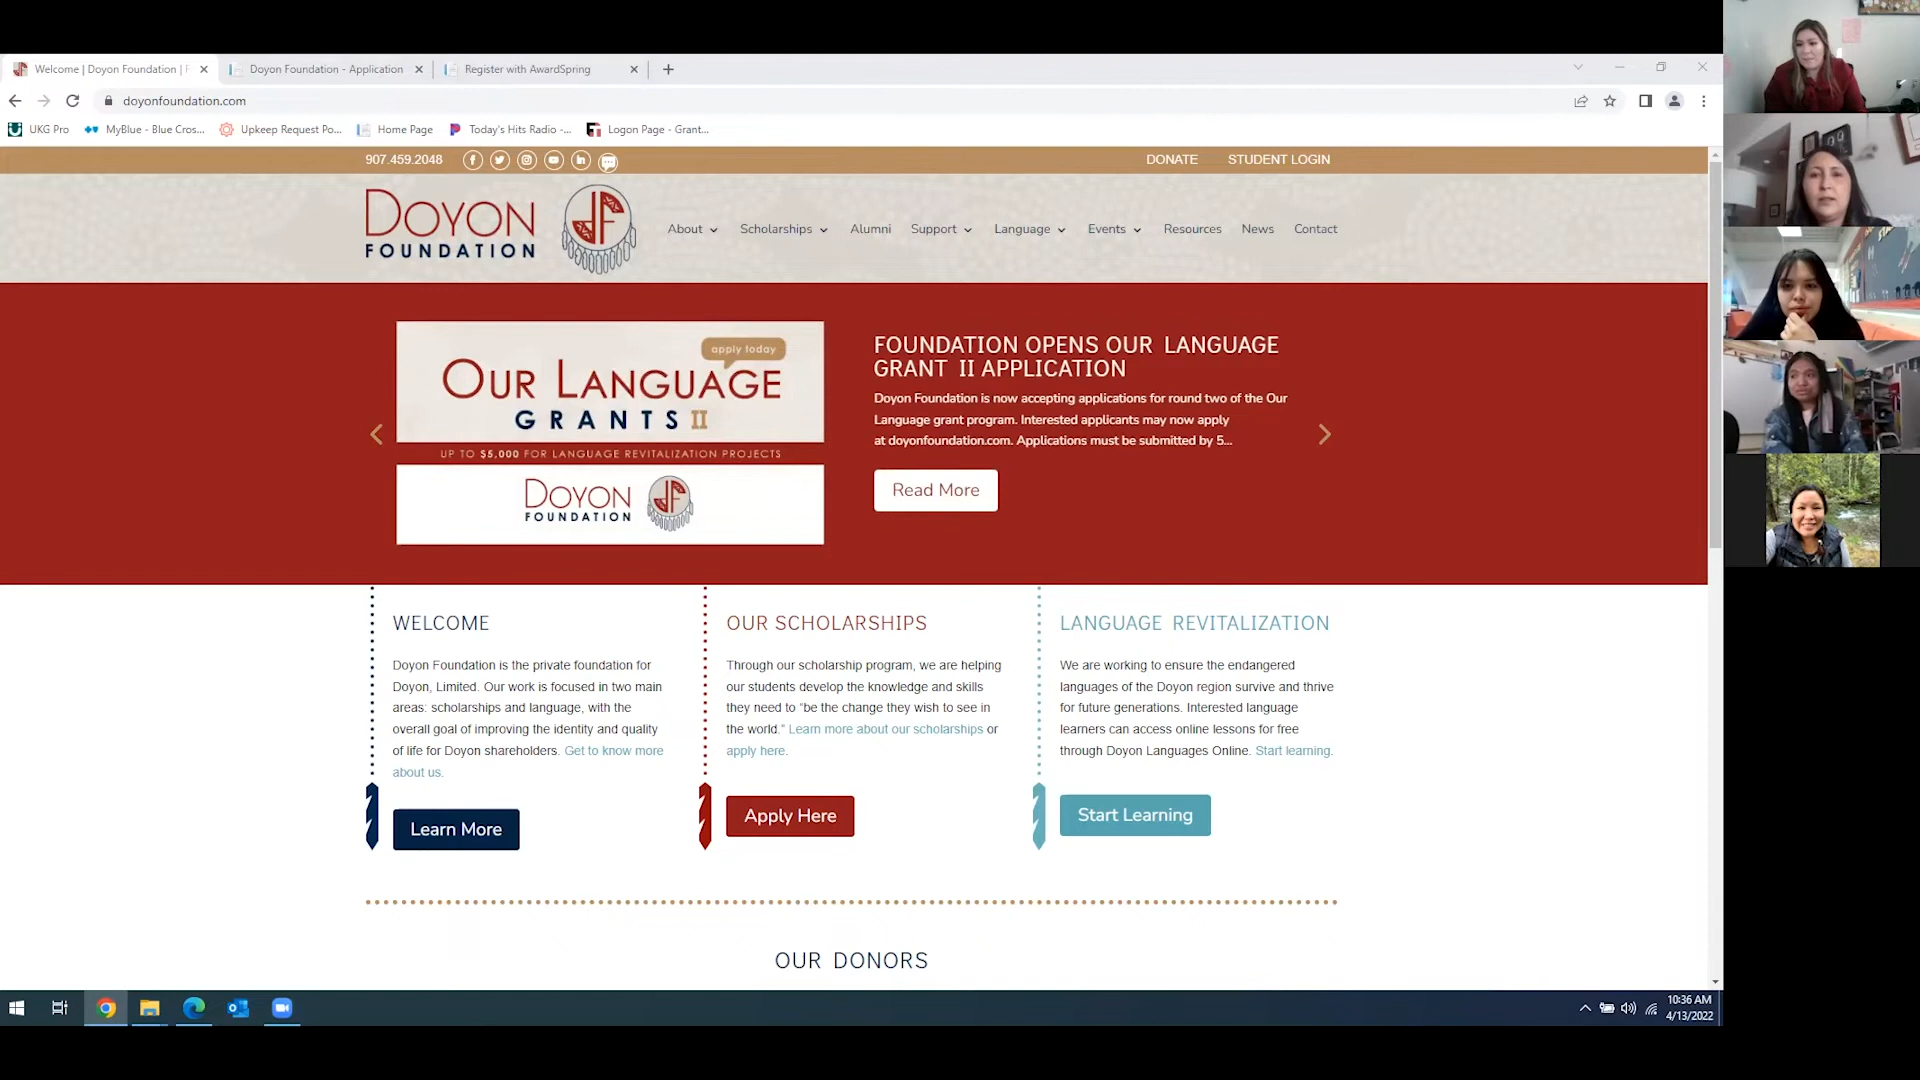 Welcome | Doyon Foundation | F
Doyon Foundation - Application
Register with AwardSpring
doyonfoundation.com
UKG Pro
MyBlue - Blue Cros...
Upkeep Request Po...
Home Page
Today's Hits Radio -...
Logon Page - Grant...
907.459.2048
DONATE
STUDENT LOGIN
DOYON
FOUNDATION
About
Scholarships
Alumni
Support
Language
Events
Resources
News
Contact
apply today
OUR LANGUAGE
GRANTS II
UP TO $5,000 FOR LANGUAGE REVITALIZATION PROJECTS
DOYON
FOUNDATION
FOUNDATION OPENS OUR LANGUAGE
GRANT II APPLICATION
Doyon Foundation is now accepting applications for round two of the Our
Language grant program. Interested applicants may now apply
at doyonfoundation.com. Applications must be submitted by 5...
Read More
WELCOME
Doyon Foundation is the private foundation for
Doyon, Limited. Our work is focused in two main
areas: scholarships and language, with the
overall goal of improving the identity and quality
of life for Doyon shareholders. Get to know more
about us.
Learn More
OUR SCHOLARSHIPS
Through our scholarship program, we are helping
our students develop the knowledge and skills
they need to “be the change they wish to see in
the world.” Learn more about our scholarships or
apply here.
Apply Here
LANGUAGE REVITALIZATION
We are working to ensure the endangered
languages of the Doyon region survive and thrive
for future generations. Interested language
learners can access online lessons for free
through Doyon Languages Online. Start learning.
Start Learning
OUR DONORS
10:36 AM
4/13/2022